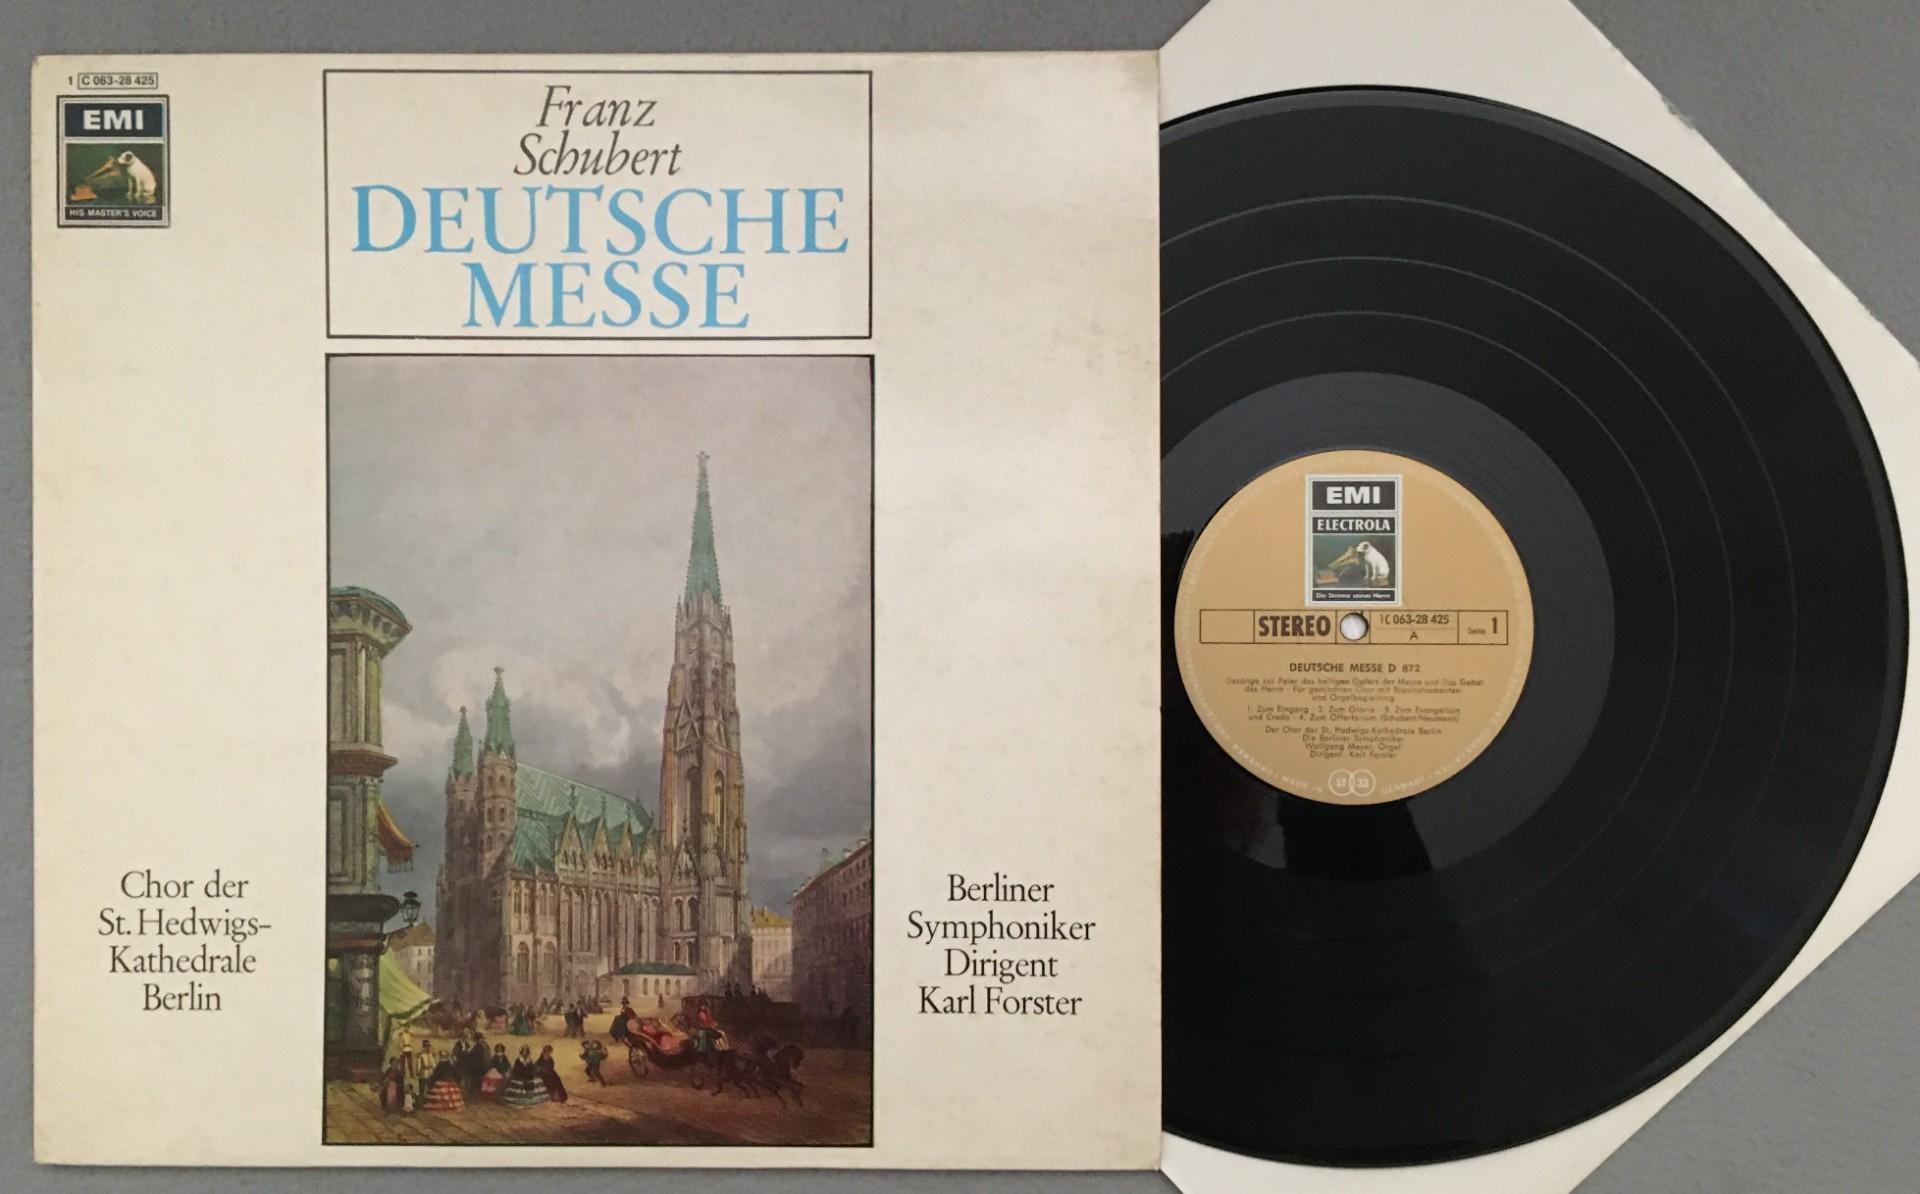 1 C 063-28 425
EMI
HIS MASTER'S VOICE
Franz
Schubert
DEUTSCHE
MESSE
Chor der
St. Hedwigs-
Kathedrale
Berlin
Berliner
Symphoniker
Dirigent
Karl Forster
EMI
ELECTROLA
Die Stimme seines Herrn
STEREO
1C 063-28 425
A
Seite 1
DEUTSCHE MESSE D 872
Gesänge zur Feier des heiligen Opfers der Messe und Das Gebet
des Herrn · Für gemischten Chor mit Blasinstrumenten-
und Orgelbegleitung
1. Zum Eingang · 2. Zum Gloria · 3. Zum Evangelium
und Credo · 4. Zum Offertorium (Schubert/Neumann)
Der Chor der St. Hedwigs-Kathedrale Berlin
Die Berliner Symphoniker
Wolfgang Meyer, Orgel
Dirigent: Karl Forster
MADE IN
ST 33
GERMANY